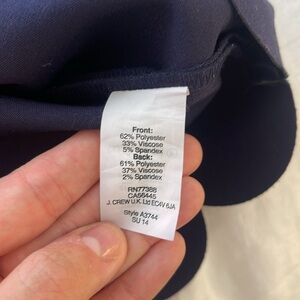 Front:
62% Polyester
33% Viscose
5% Spandex
Back:
61% Polyester
37% Viscose
2% Spandex
RN77388
CA56445
J. CREW U.K. Ltd EC4V 6JA
Style A3744
SU 14